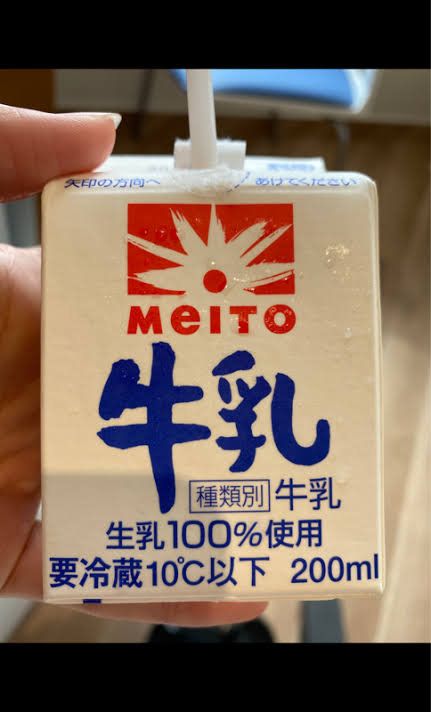 矢印の方向へ あけてください
MEITO
牛乳
種類別 牛乳
生乳100%使用
要冷蔵10℃以下 200ml